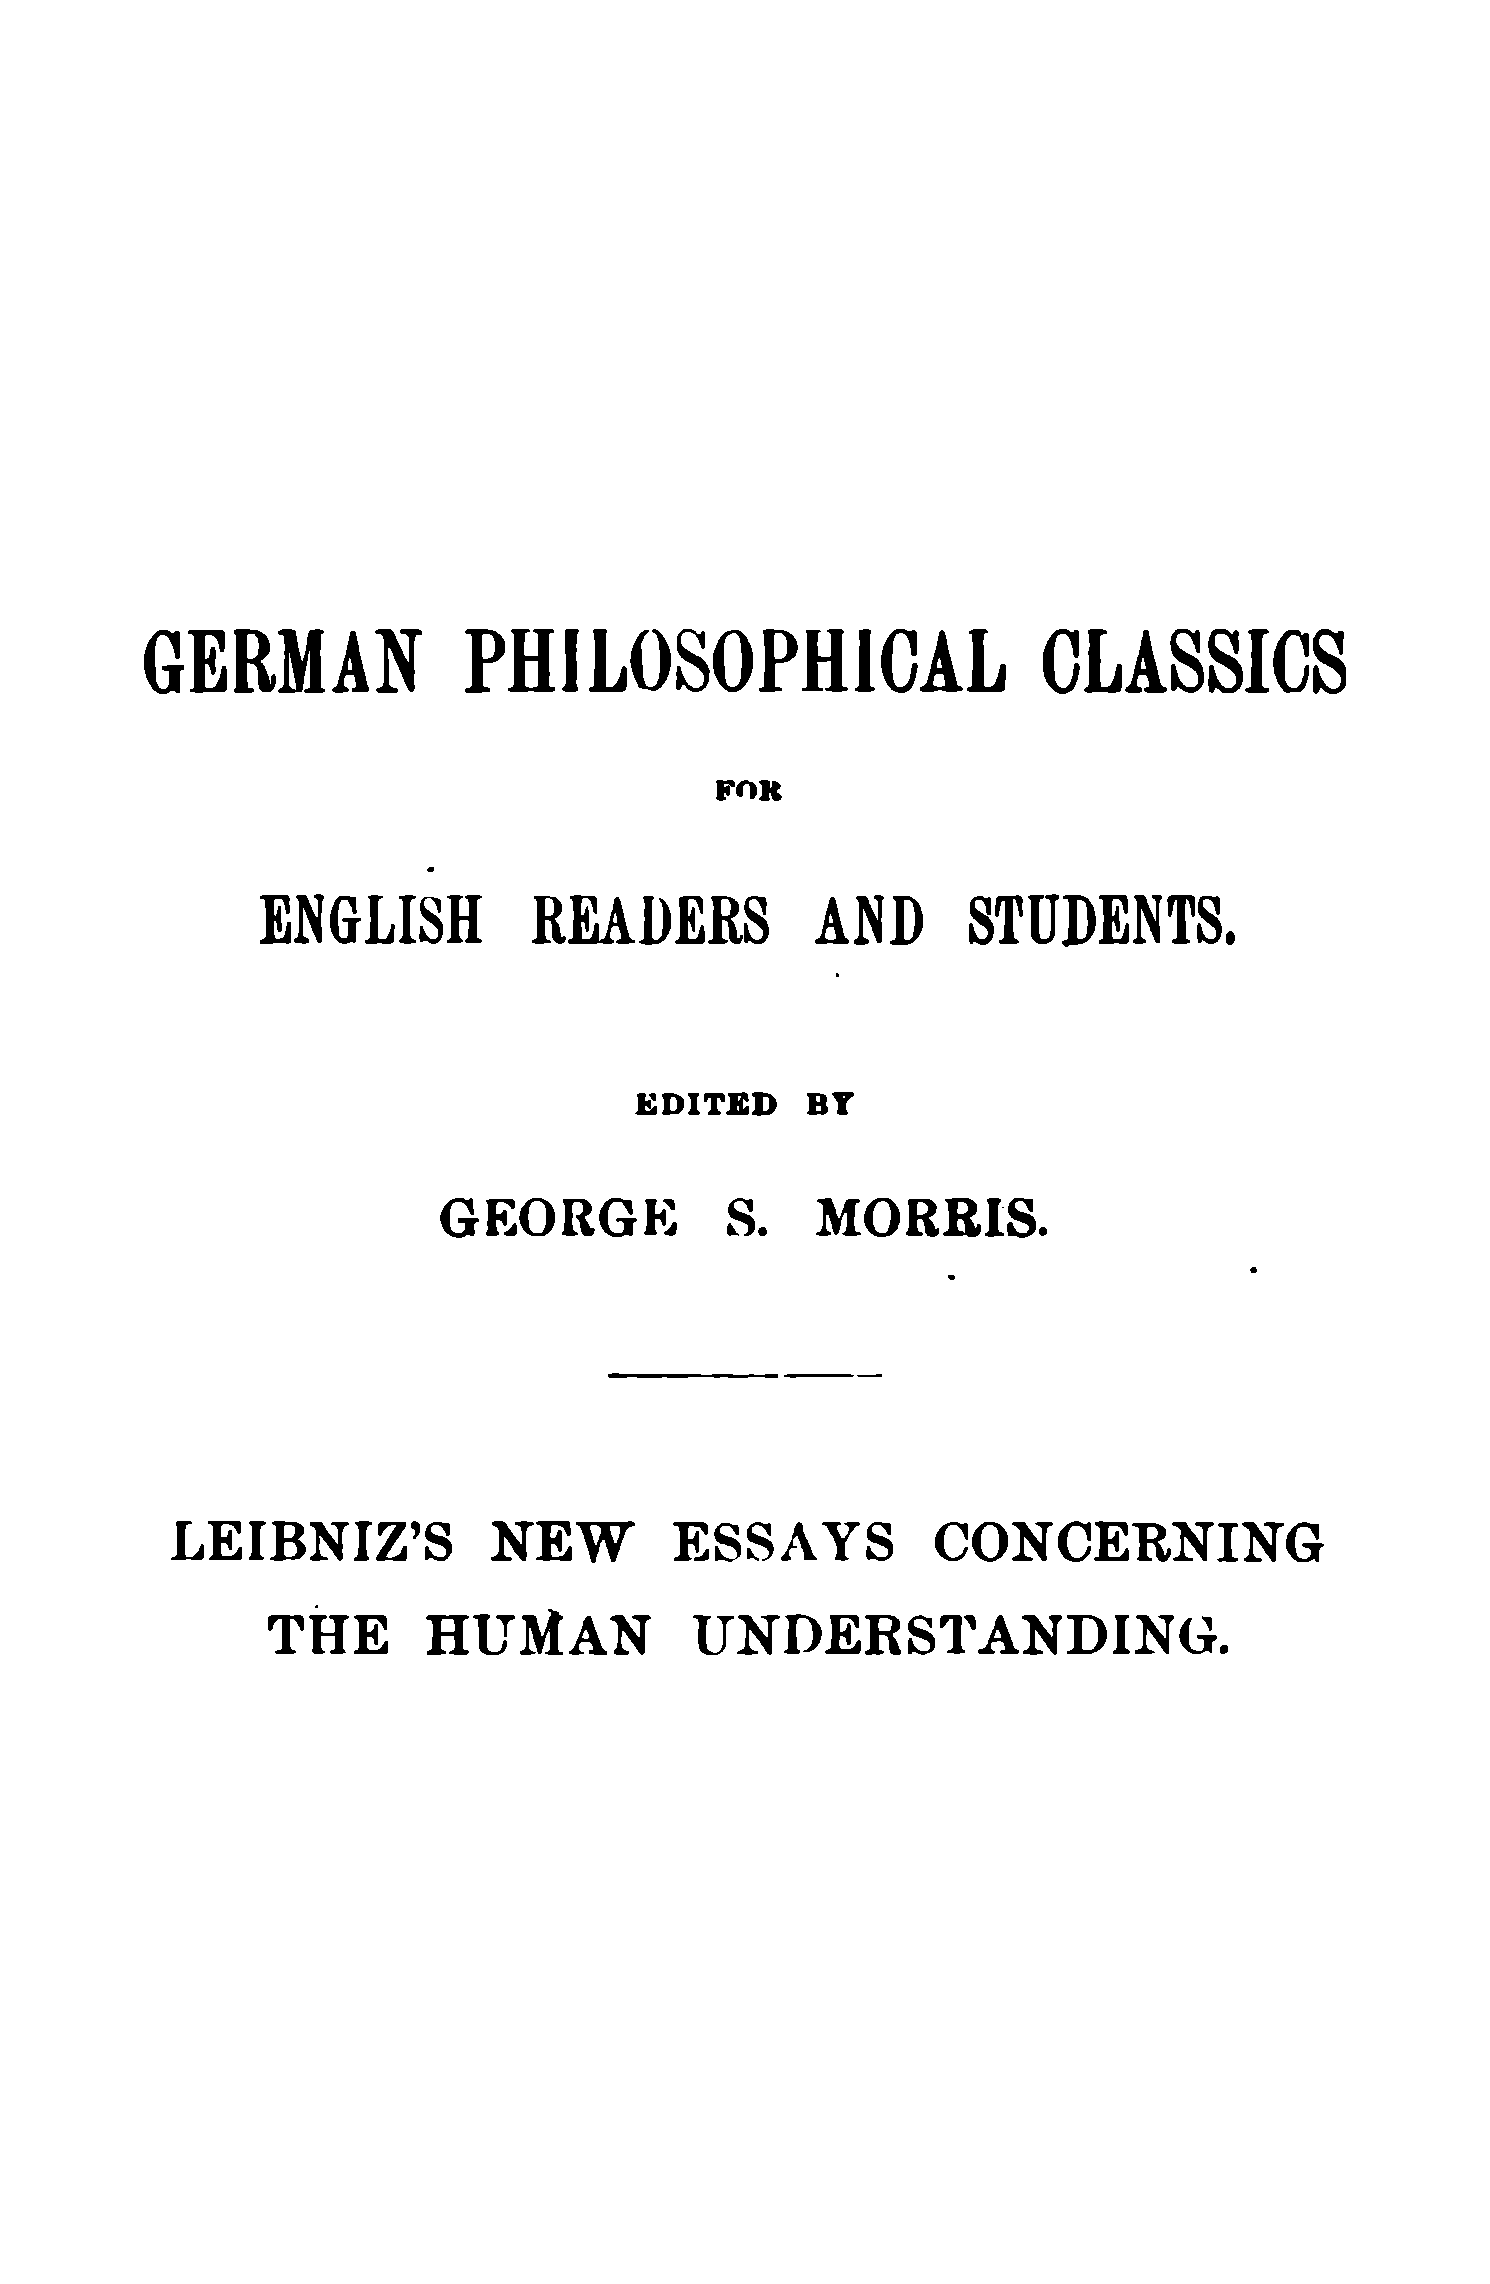 GERMAN PHILOSOPHICAL CLASSICS
FOR
ENGLISH READERS AND STUDENTS.
EDITED BY
GEORGE S. MORRIS.
LEIBNIZ'S NEW ESSAYS CONCERNING
THE HUMAN UNDERSTANDING.